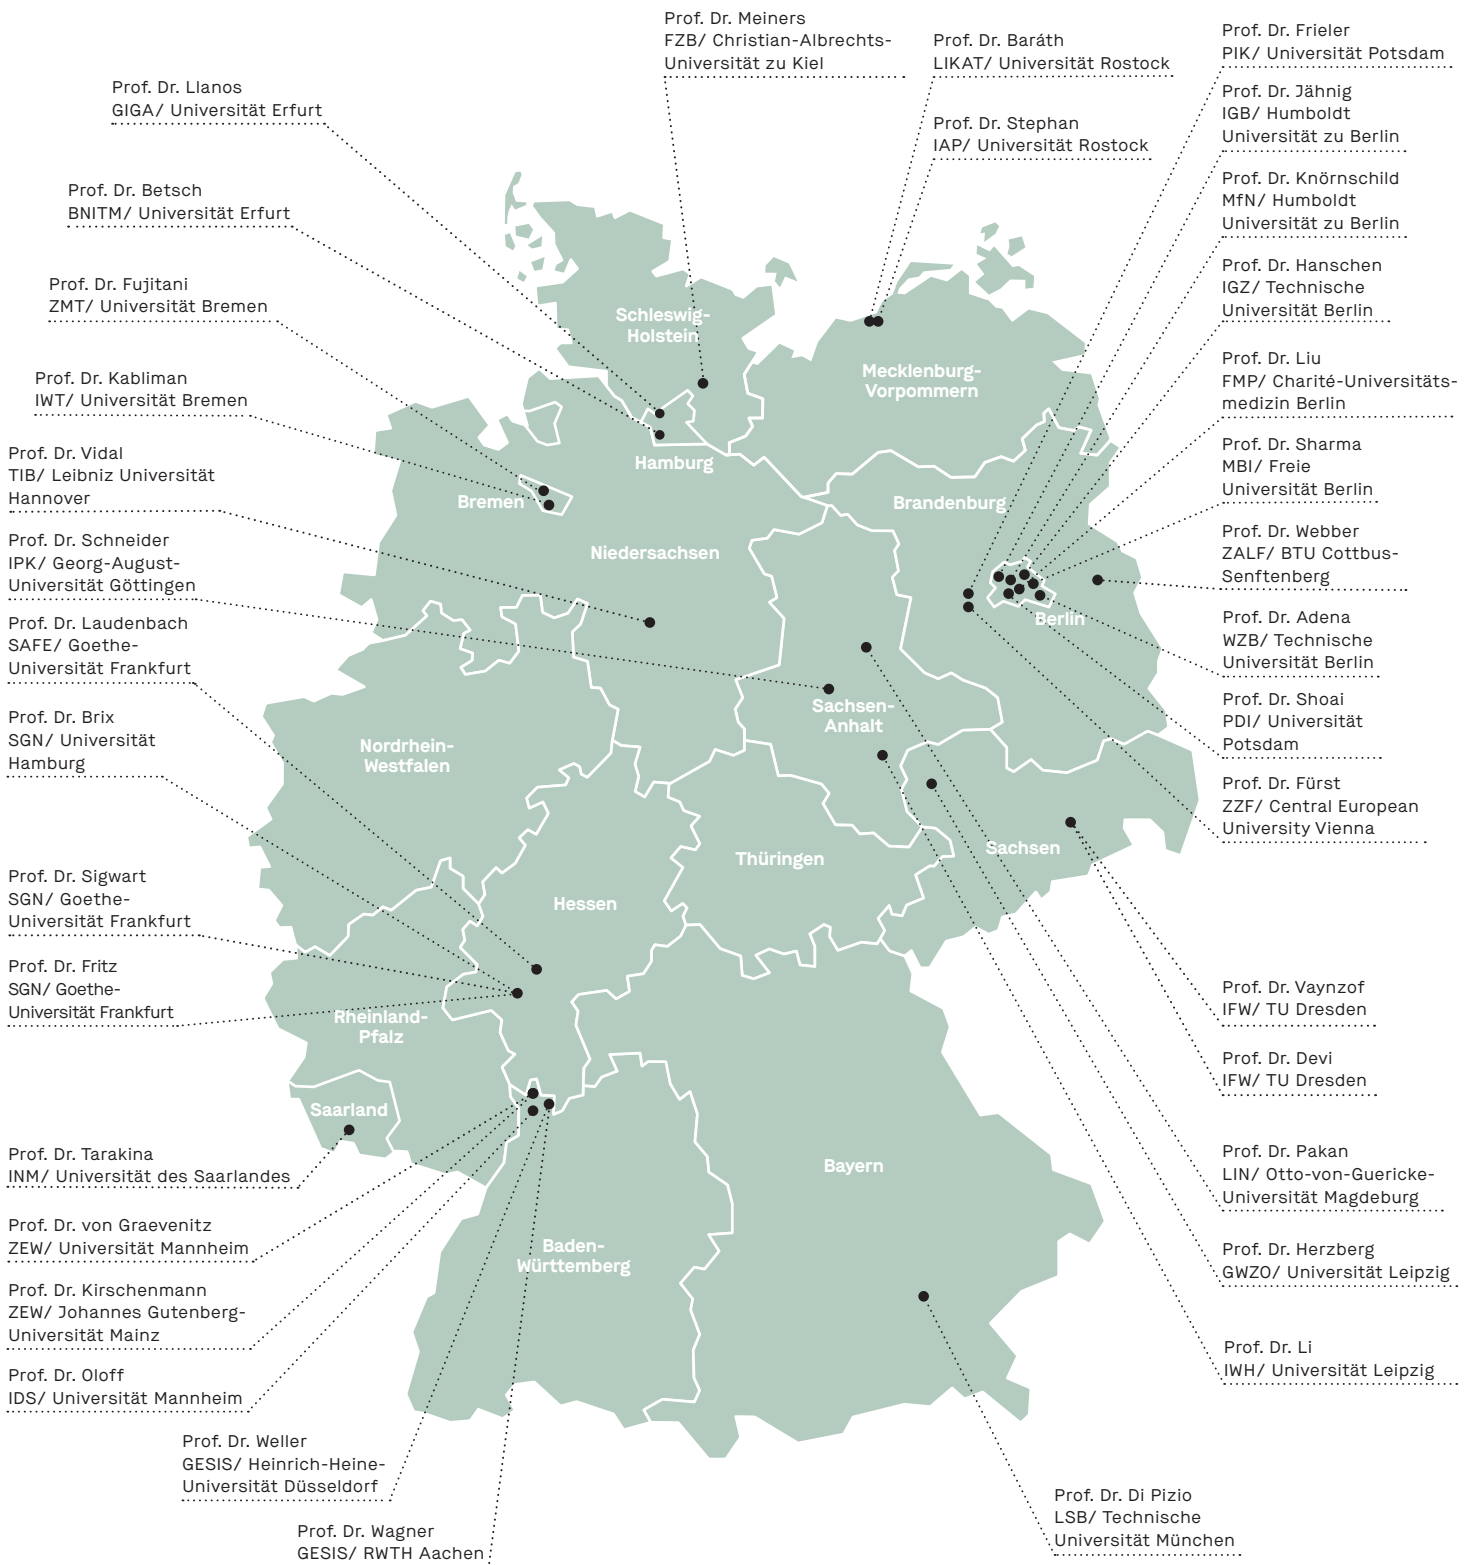 Prof. Dr. Meiners
FZB/ Christian-Albrechts-
Universität zu Kiel
Prof. Dr. Baráth
LIKAT/ Universität Rostock
Prof. Dr. Stephan
IAP/ Universität Rostock
Prof. Dr. Llanos
GIGA/ Universität Erfurt
Prof. Dr. Betsch
BNITM/ Universität Erfurt
Prof. Dr. Fujitani
ZMT/ Universität Bremen
Prof. Dr. Kabliman
IWT/ Universität Bremen
Prof. Dr. Vidal
TIB/ Leibniz Universität
Hannover
Prof. Dr. Schneider
IPK/ Georg-August-
Universität Göttingen
Prof. Dr. Laudenbach
SAFE/ Goethe-
Universität Frankfurt
Prof. Dr. Brix
SGN/ Universität
Hamburg
Prof. Dr. Sigwart
SGN/ Goethe-
Universität Frankfurt
Prof. Dr. Fritz
SGN/ Goethe-
Universität Frankfurt
Prof. Dr. Tarakina
INM/ Universität des Saarlandes
Prof. Dr. von Graevenitz
ZEW/ Universität Mannheim
Prof. Dr. Kirschenmann
ZEW/ Johannes Gutenberg-
Universität Mainz
Prof. Dr. Oloff
IDS/ Universität Mannheim
Prof. Dr. Weller
GESIS/ Heinrich-Heine-
Universität Düsseldorf
Prof. Dr. Wagner
GESIS/ RWTH Aachen
Schleswig-
Holstein
Mecklenburg-
Vorpommern
Hamburg
Bremen
Niedersachsen
Brandenburg
Berlin
Sachsen-
Anhalt
Nordrhein-
Westfalen
Thüringen
Sachsen
Hessen
Rheinland-
Pfalz
Saarland
Bayern
Baden-
Württemberg
Prof. Dr. Frieler
PIK/ Universität Potsdam
Prof. Dr. Jähnig
IGB/ Humboldt
Universität zu Berlin
Prof. Dr. Knörnschild
MfN/ Humboldt
Universität zu Berlin
Prof. Dr. Hanschen
IGZ/ Technische
Universität Berlin
Prof. Dr. Liu
FMP/ Charité-Universitäts-
medizin Berlin
Prof. Dr. Sharma
MBI/ Freie
Universität Berlin
Prof. Dr. Webber
ZALF/ BTU Cottbus-
Senftenberg
Prof. Dr. Adena
WZB/ Technische
Universität Berlin
Prof. Dr. Shoai
PDI/ Universität
Potsdam
Prof. Dr. Fürst
ZZF/ Central European
University Vienna
Prof. Dr. Vaynzof
IFW/ TU Dresden
Prof. Dr. Devi
IFW/ TU Dresden
Prof. Dr. Pakan
LIN/ Otto-von-Guericke-
Universität Magdeburg
Prof. Dr. Herzberg
GWZO/ Universität Leipzig
Prof. Dr. Li
IWH/ Universität Leipzig
Prof. Dr. Di Pizio
LSB/ Technische
Universität München